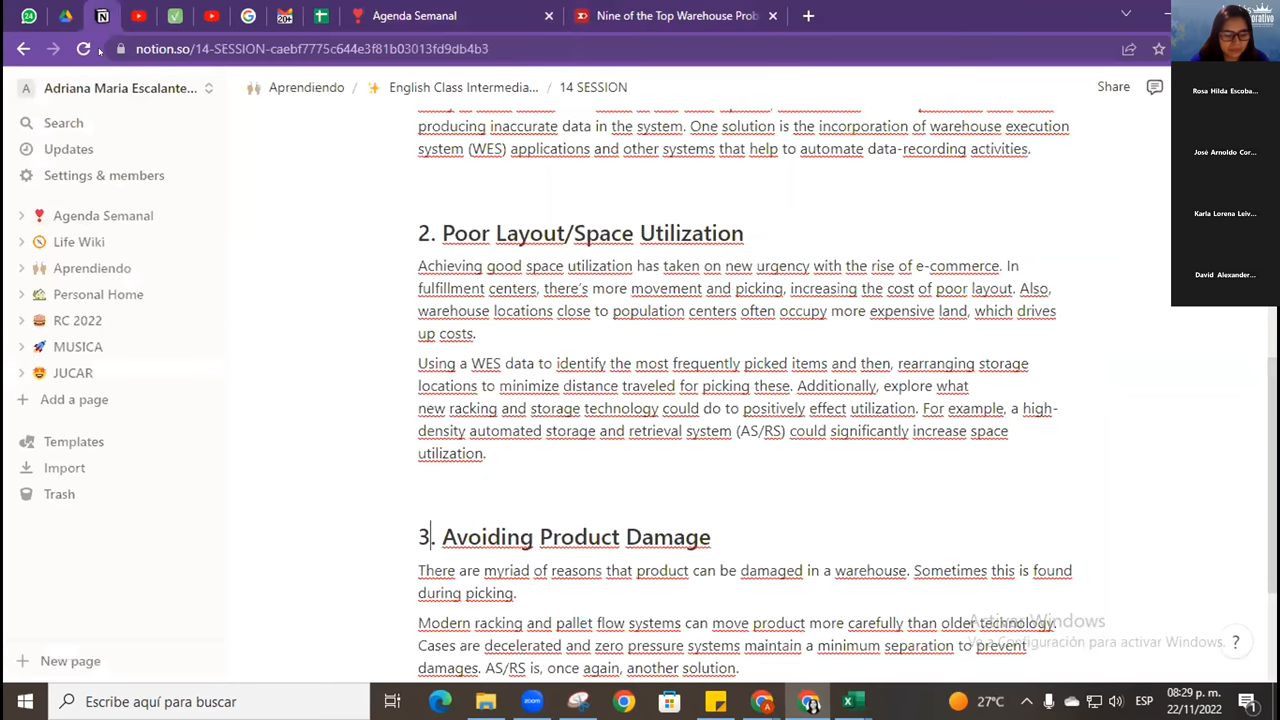 Agenda Semanal
Nine of the Top Warehouse Prob
notion.so/14-SESSION-caebf7775c644e3f81b03013fd9db4b3
A Adriana Maria Escalante...
Aprendiendo / English Class Intermedia... / 14 SESSION
Share
Search
Updates
Settings & members
Agenda Semanal
Life Wiki
Aprendiendo
Personal Home
RC 2022
MUSICA
JUCAR
Add a page
Templates
Import
Trash
New page
producing inaccurate data in the system. One solution is the incorporation of warehouse execution
system (WES) applications and other systems that help to automate data-recording activities.
2. Poor Layout/Space Utilization
Achieving good space utilization has taken on new urgency with the rise of e-commerce. In
fulfillment centers, there's more movement and picking, increasing the cost of poor layout. Also,
warehouse locations close to population centers often occupy more expensive land, which drives
up costs.
Using a WES data to identify the most frequently picked items and then, rearranging storage
locations to minimize distance traveled for picking these. Additionally, explore what
new racking and storage technology could do to positively effect utilization. For example, a high-
density automated storage and retrieval system (AS/RS) could significantly increase space
utilization.
3. Avoiding Product Damage
There are myriad of reasons that product can be damaged in a warehouse. Sometimes this is found
during picking.
Modern racking and pallet flow systems can move product more carefully than older technology.
Cases are decelerated and zero pressure systems maintain a minimum separation to prevent
damages. AS/RS is, once again, another solution.
Activar Windows
Ve a Configuración para activar Windows.
?
Rosa Hilda Escoba...
José Arnoldo Cor...
Karla Lorena Leiv...
David Alexander...
Escribe aquí para buscar
27°C
ESP
08:29 p. m.
22/11/2022